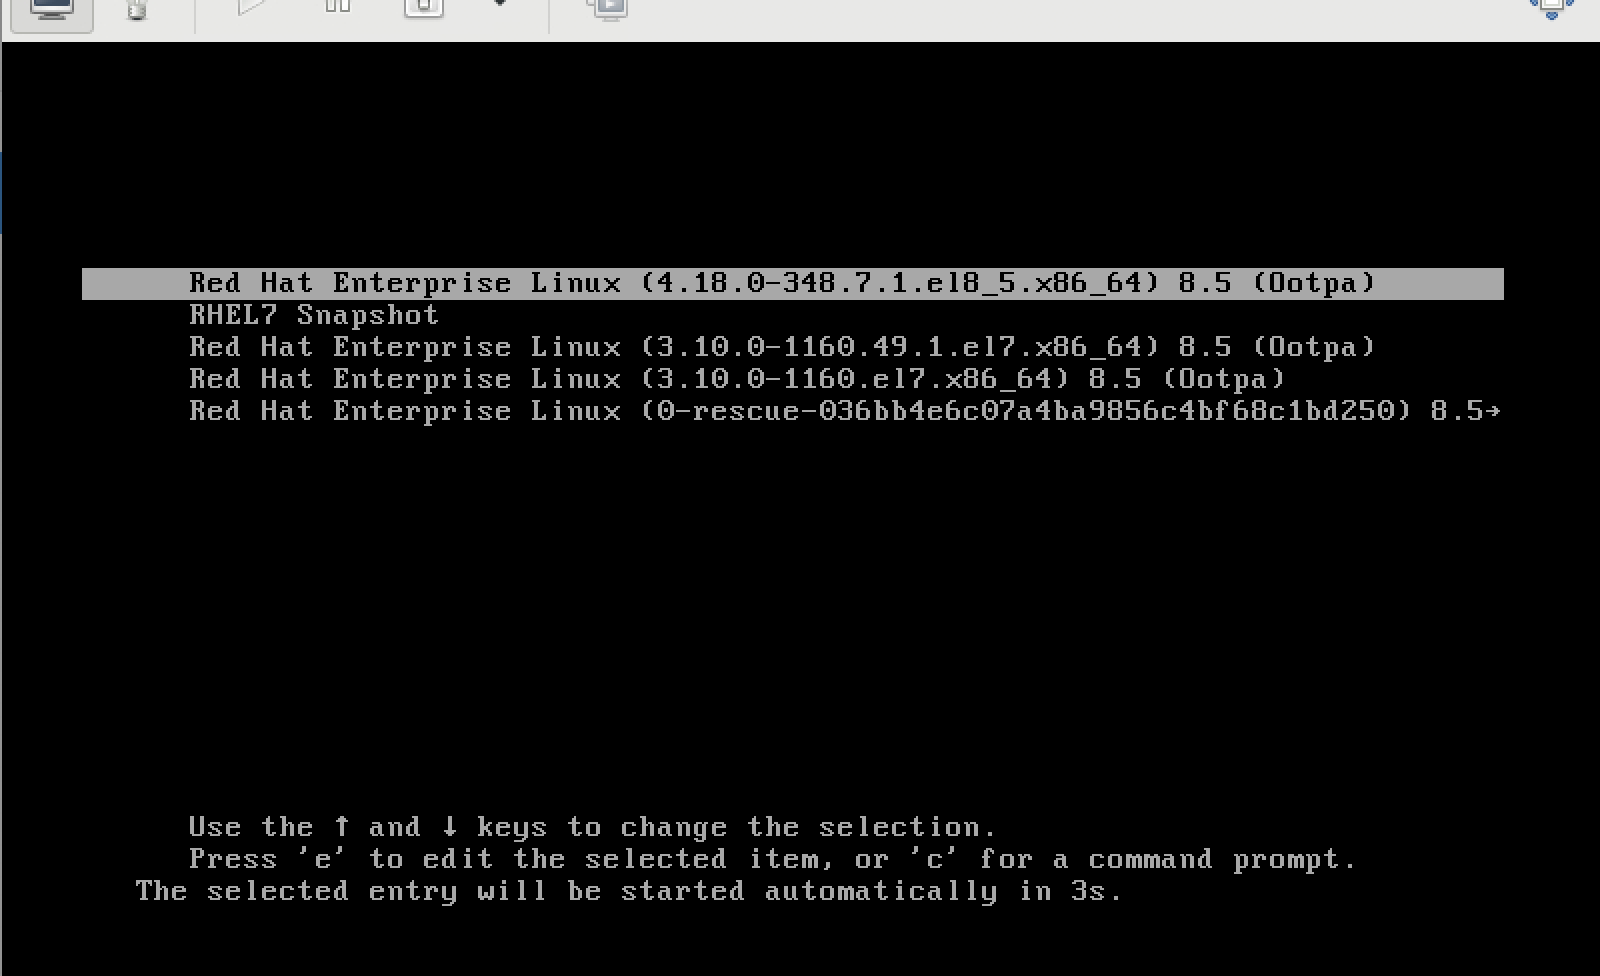 Red Hat Enterprise Linux (4.18.0-348.7.1.el8_5.x86_64) 8.5 (Ootpa)
RHEL7 Snapshot
Red Hat Enterprise Linux (3.10.0-1160.49.1.el7.x86_64) 8.5 (Ootpa)
Red Hat Enterprise Linux (3.10.0-1160.el7.x86_64) 8.5 (Ootpa)
Red Hat Enterprise Linux (0-rescue-036bb4e6c07a4ba9856c4bf68c1bd250) 8.5→
Use the ↑ and ↓ keys to change the selection.
Press 'e' to edit the selected item, or 'c' for a command prompt.
The selected entry will be started automatically in 3s.